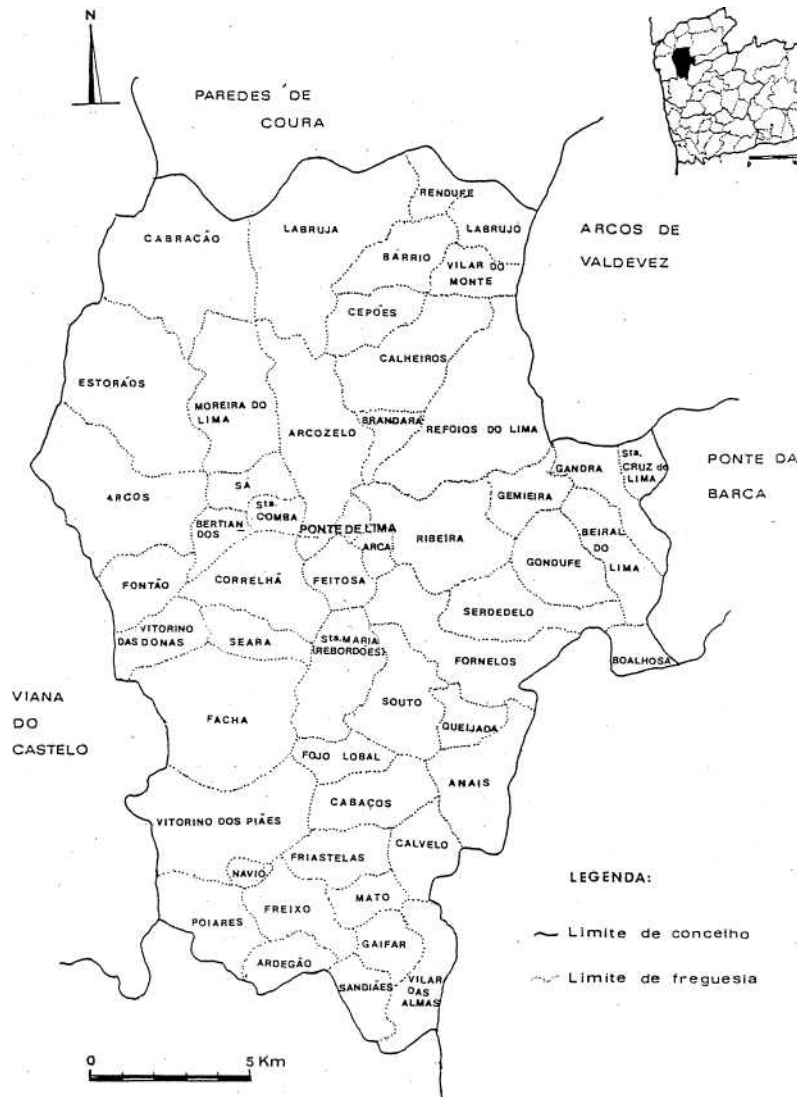 N
PAREDES DE
COURA
RENDUFE
LABRUJA
LABRUJÓ
CABRAÇÃO
BÁRRIO
VILAR DO
MONTE
ARCOS DE
VALDEVEZ
CEPÕES
CALHEIROS
ESTORÃOS
MOREIRA DO
LIMA
ARCOZELO
BRANDARA
REFOIOS DO LIMA
GANDRA
Sta.
CRUZ do
LIMA
PONTE DA
BARCA
ARCOS
SÁ
Sta.
COMBA
GEMIEIRA
BERTIAN
DOS
PONTE DE LIMA
ARCA
RIBEIRA
BEIRAL
DO
LIMA
GONDUFE
FONTÃO
CORRELHÃ
FEITOSA
SERDEDELO
VITORINO
DAS DONAS
SEARA
Sta. MARIA
(REBORDÕES)
FORNELOS
BOALHOSA
VIANA
DO
CASTELO
FACHA
SOUTO
QUEIJADA
FOJO LOBAL
ANAIS
CABAÇOS
VITORINO DOS PIÃES
CALVELO
FRIASTELAS
NAVIÓ
MATO
FREIXO
POIARES
GAIFAR
ARDEGÃO
SANDIÃES
VILAR
DAS
ALMAS
LEGENDA:
Limite de concelho
Limite de freguesia
0 5 Km